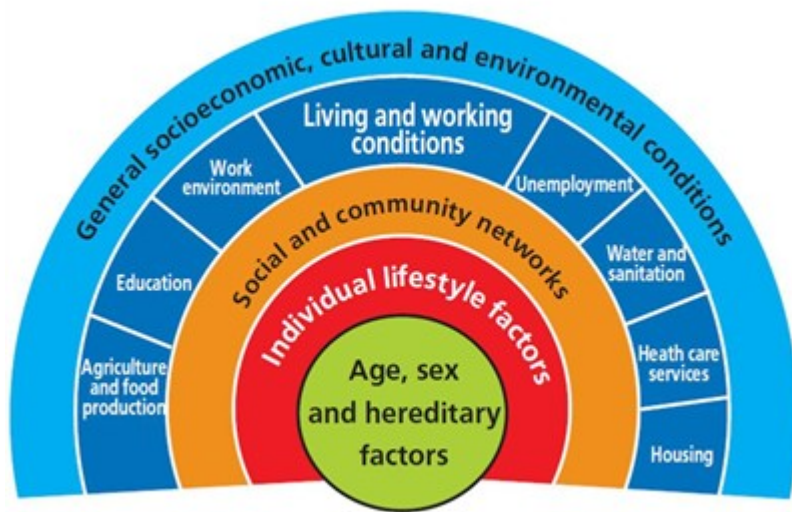 General socioeconomic, cultural and environmental conditions
Living and working
conditions
Work
environment
Unemployment
Education
Water and
sanitation
Agriculture
and food
production
Heath care
services
Housing
Social and community networks
Individual lifestyle factors
Age, sex
and hereditary
factors